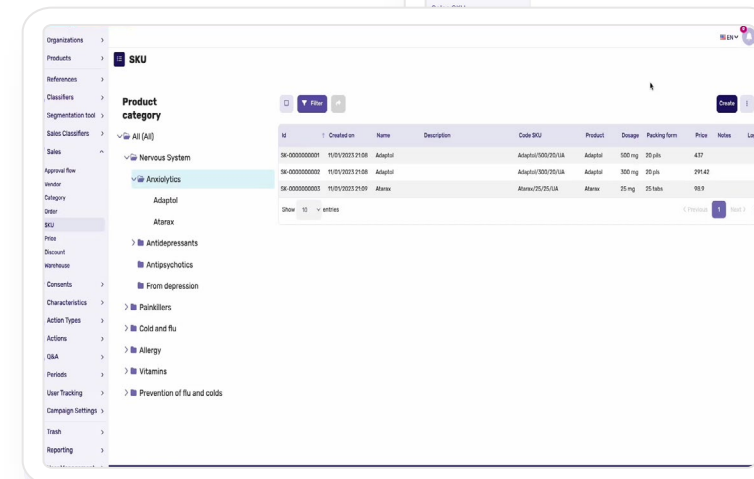 EN
0
Organizations
Products
References
Classifiers
Segmentation tool
Sales Classifiers
Sales
Approval flow
Vendor
Category
Order
SKU
Price
Discount
Warehouse
Consents
Characteristics
Action Types
Actions
Q&A
Periods
User Tracking
Campaign Settings
Trash
Reporting
SKU
Product
category
All (All)
Nervous System
Anxiolytics
Adaptol
Atarax
Antidepressants
Antipsychotics
From depression
Painkillers
Cold and flu
Allergy
Vitamins
Prevention of flu and colds
Filter
Create
Id Created on Name Description Code SKU Product Dosage Packing form Price Notes
SK-0000000001 11/01/2023 21:08 Adaptol Adaptol/500/20/UA Adaptol 500 mg 20 pils 437
SK-0000000002 11/01/2023 21:08 Adaptol Adaptol/300/20/UA Adaptol 300 mg 20 pls 291.42
SK-0000000003 11/01/2023 21:09 Atarax Atarax/25/25/UA Atarax 25 mg 25 tabs 98.9
Show 10 entries
Previous 1 Next